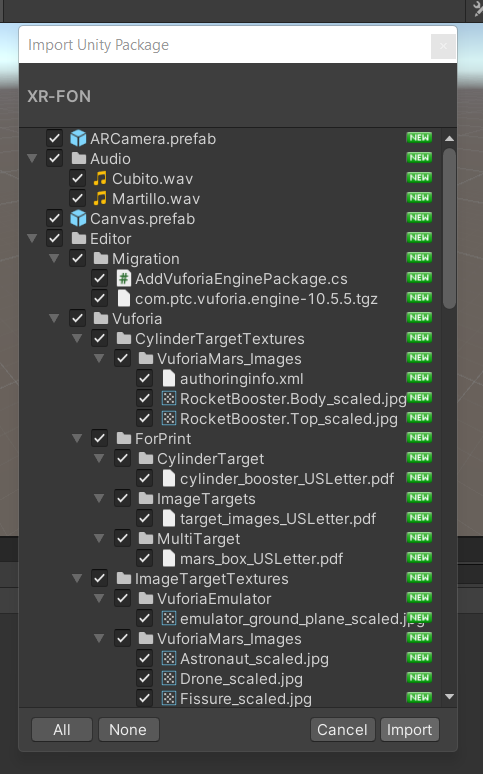 Import Unity Package
XR-FON
ARCamera.prefab NEW
Audio NEW
Cubito.wav NEW
Martillo.wav NEW
Canvas.prefab NEW
Editor NEW
Migration NEW
AddVuforiaEnginePackage.cs NEW
com.ptc.vuforia.engine-10.5.5.tgz NEW
Vuforia NEW
CylinderTargetTextures NEW
VuforiaMars_Images NEW
authoringinfo.xml NEW
RocketBooster.Body_scaled.jpg NEW
RocketBooster.Top_scaled.jpg NEW
ForPrint NEW
CylinderTarget NEW
cylinder_booster_USLetter.pdf NEW
ImageTargets NEW
target_images_USLetter.pdf NEW
MultiTarget NEW
mars_box_USLetter.pdf NEW
ImageTargetTextures NEW
VuforiaEmulator NEW
emulator_ground_plane_scaled.jpg NEW
VuforiaMars_Images NEW
Astronaut_scaled.jpg NEW
Drone_scaled.jpg NEW
Fissure_scaled.jpg NEW
All None Cancel Import